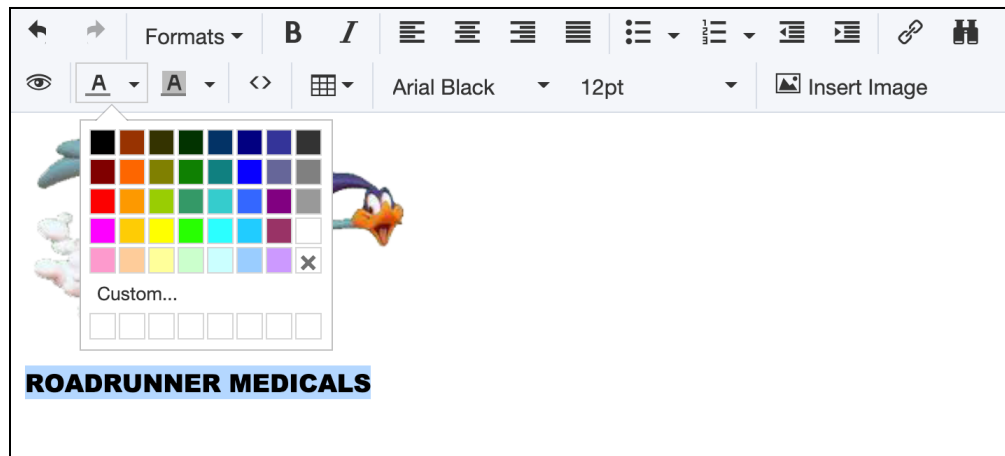 Formats B I
A A <> Arial Black 12pt Insert Image
Custom...
ROADRUNNER MEDICALS